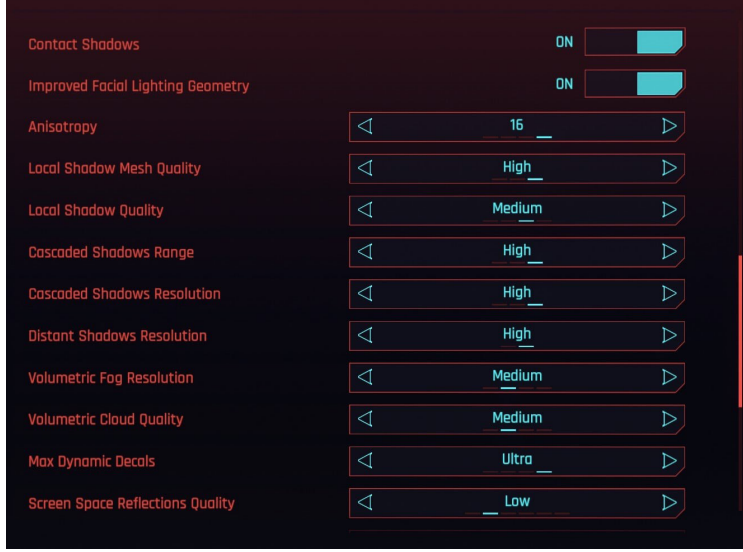 Contact Shadows ON
Improved Facial Lighting Geometry ON
Anisotropy 16
Local Shadow Mesh Quality High
Local Shadow Quality Medium
Cascaded Shadows Range High
Cascaded Shadows Resolution High
Distant Shadows Resolution High
Volumetric Fog Resolution Medium
Volumetric Cloud Quality Medium
Max Dynamic Decals Ultra
Screen Space Reflections Quality Low